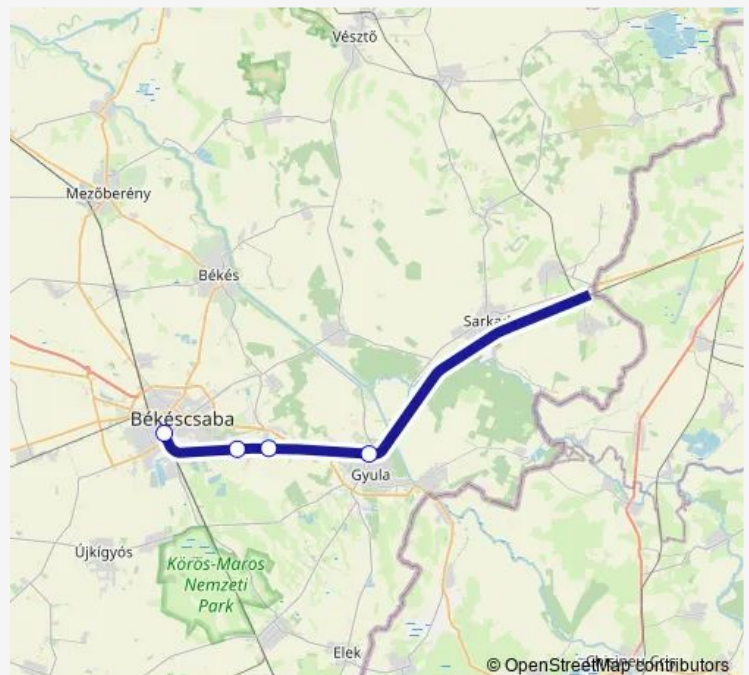 Vésztő
Mezőberény
Békés
Sarka
Békéscsaba
Gyula
Újkígyós
Körös-Maros
Nemzeti
Park
Elek
© OpenStreetMap contributors